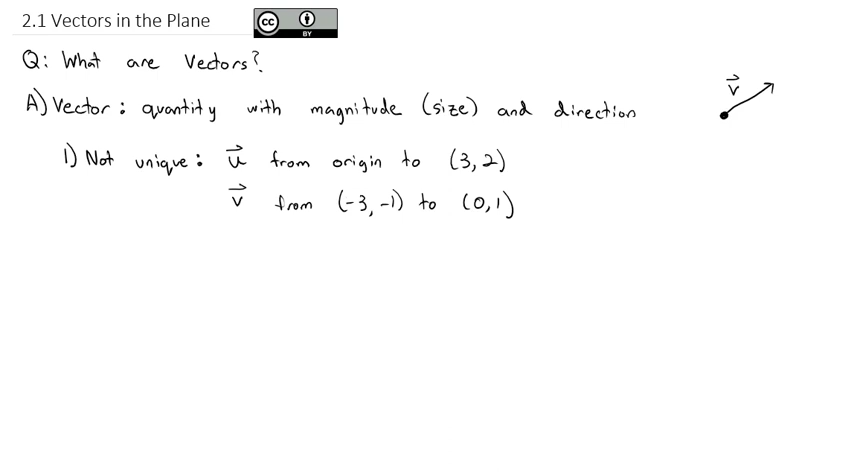 2.1 Vectors in the Plane
cc BY
Q: What are Vectors?
A) Vector: quantity with magnitude (size) and direction
v⃗
1) Not unique: u⃗ from origin to (3, 2)
v⃗ from (-3, -1) to (0, 1)